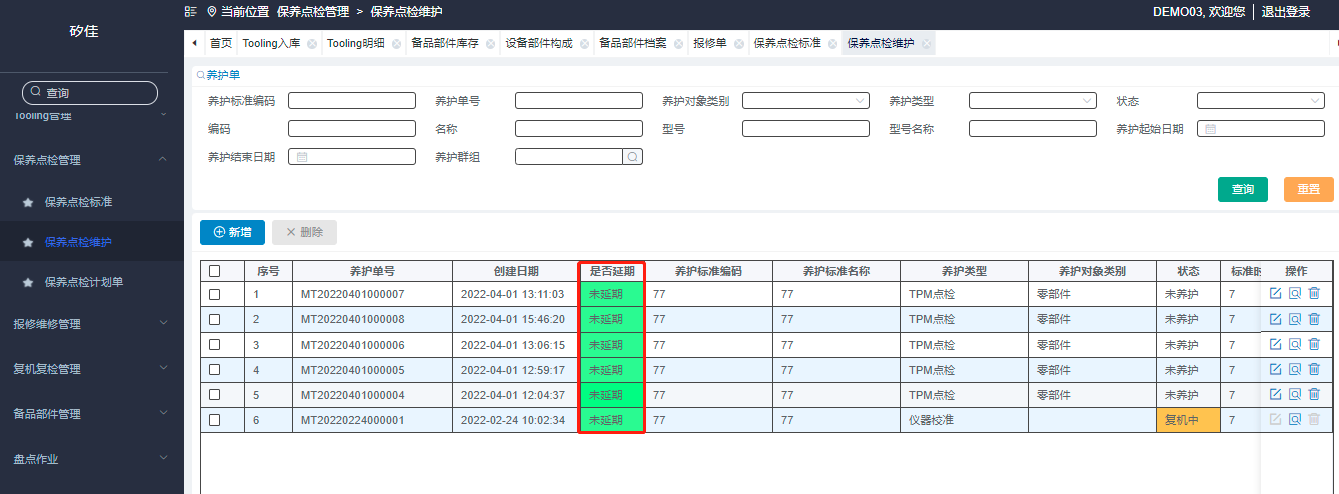 矽佳
当前位置 保养点检管理 > 保养点检维护
DEMO03, 欢迎您 退出登录
首页 Tooling入库 Tooling明细 备品部件库存 设备部件构成 备品部件档案 报修单 保养点检标准 保养点检维护
查询
Tooling管理
保养点检管理
保养点检标准
保养点检维护
保养点检计划单
报修维修管理
复机复检管理
备品部件管理
盘点作业
养护单
养护标准编码 养护单号 养护对象类别 养护类型 状态
编码 名称 型号 型号名称 养护起始日期
养护结束日期 养护群组
查询 重置
新增 删除
序号 养护单号 创建日期 是否延期 养护标准编码 养护标准名称 养护类型 养护对象类别 状态 标准时 操作
1 MT20220401000007 2022-04-01 13:11:03 未延期 77 77 TPM点检 零部件 未养护 7
2 MT20220401000008 2022-04-01 15:46:20 未延期 77 77 TPM点检 零部件 未养护 7
3 MT20220401000006 2022-04-01 13:06:15 未延期 77 77 TPM点检 零部件 未养护 7
4 MT20220401000005 2022-04-01 12:59:17 未延期 77 77 TPM点检 零部件 未养护 7
5 MT20220401000004 2022-04-01 12:04:37 未延期 77 77 TPM点检 零部件 未养护 7
6 MT20220224000001 2022-02-24 10:02:34 未延期 77 77 仪器校准 复机中 7